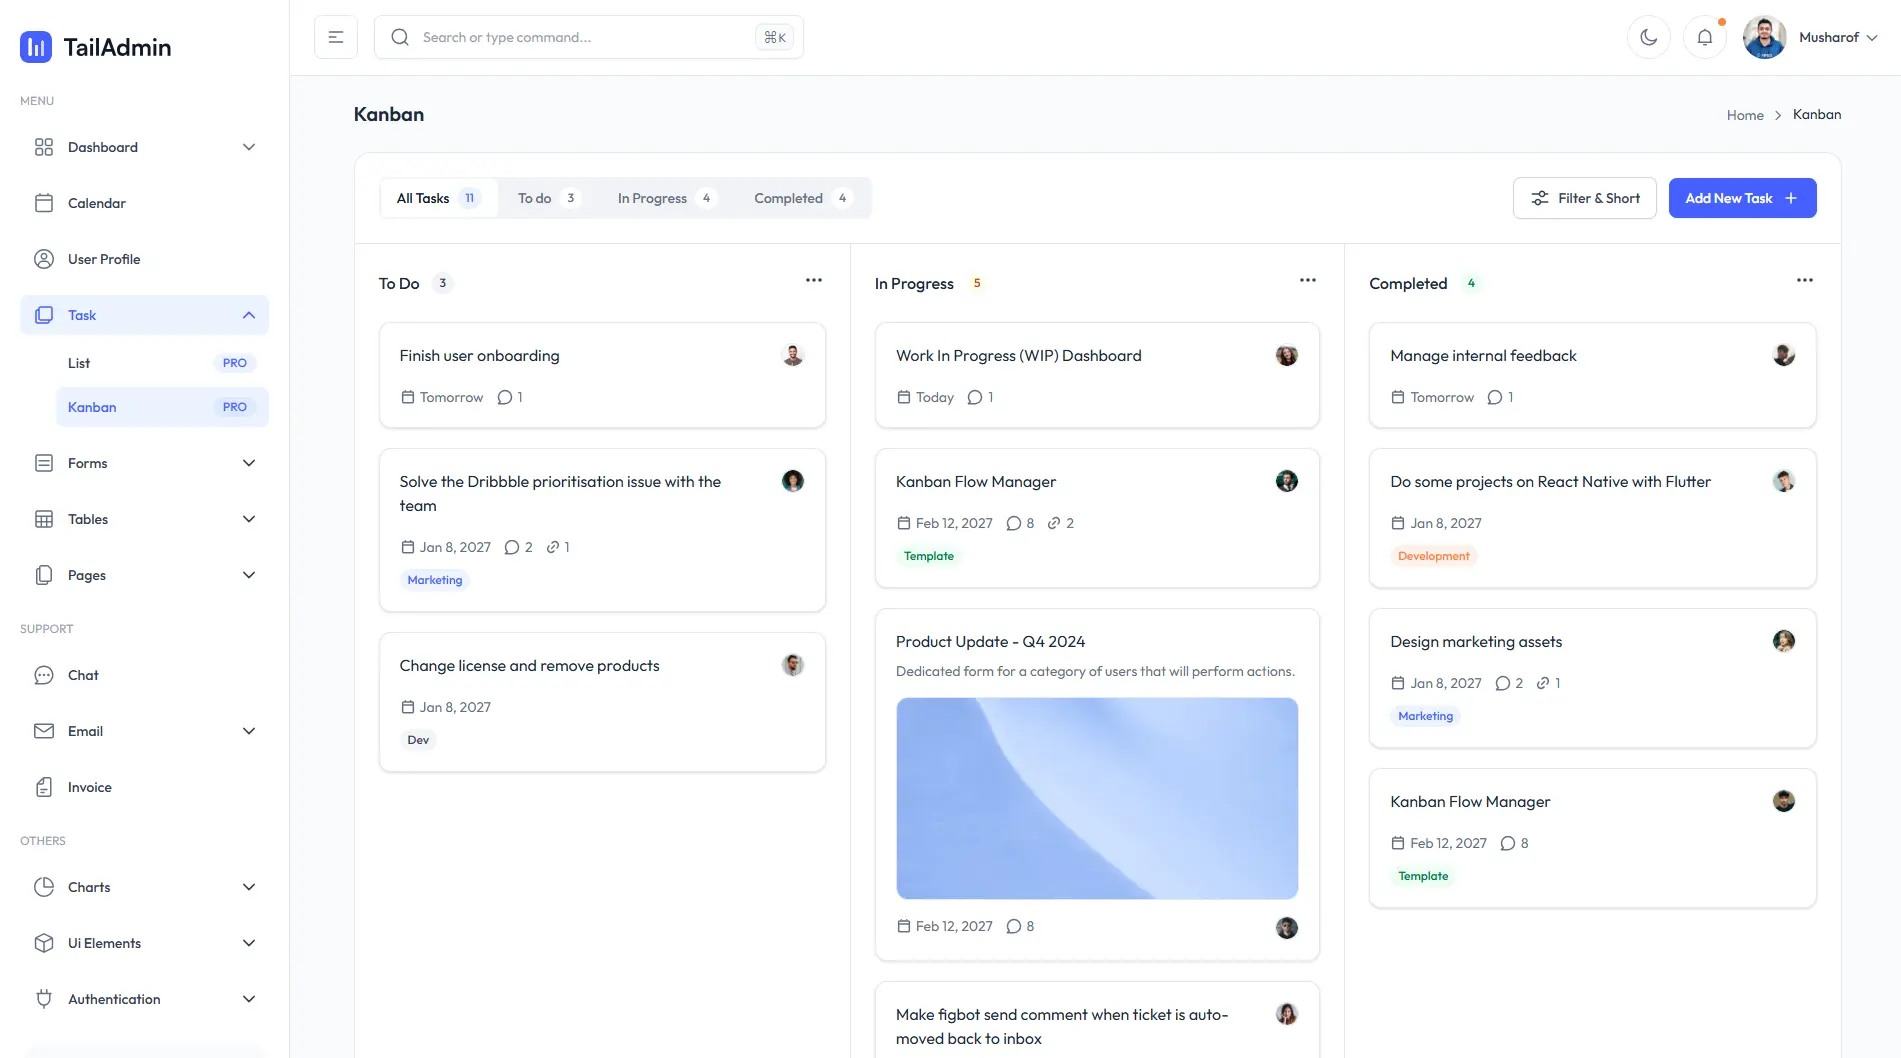 TailAdmin
Search or type command...
⌘K
Musharof
MENU
Dashboard
Calendar
User Profile
Task
List PRO
Kanban PRO
Forms
Tables
Pages
SUPPORT
Chat
Email
Invoice
OTHERS
Charts
Ui Elements
Authentication
Kanban
Home > Kanban
All Tasks 11 To do 3 In Progress 4 Completed 4
Filter & Short
Add New Task +
To Do 3
Finish user onboarding
Tomorrow 1
Solve the Dribbble prioritisation issue with the
team
Jan 8, 2027 2 1
Marketing
Change license and remove products
Jan 8, 2027
Dev
In Progress 5
Work In Progress (WIP) Dashboard
Today 1
Kanban Flow Manager
Feb 12, 2027 8 2
Template
Product Update - Q4 2024
Dedicated form for a category of users that will perform actions.
Feb 12, 2027 8
Make figbot send comment when ticket is auto-
moved back to inbox
Completed 4
Manage internal feedback
Tomorrow 1
Do some projects on React Native with Flutter
Jan 8, 2027
Development
Design marketing assets
Jan 8, 2027 2 1
Marketing
Kanban Flow Manager
Feb 12, 2027 8
Template